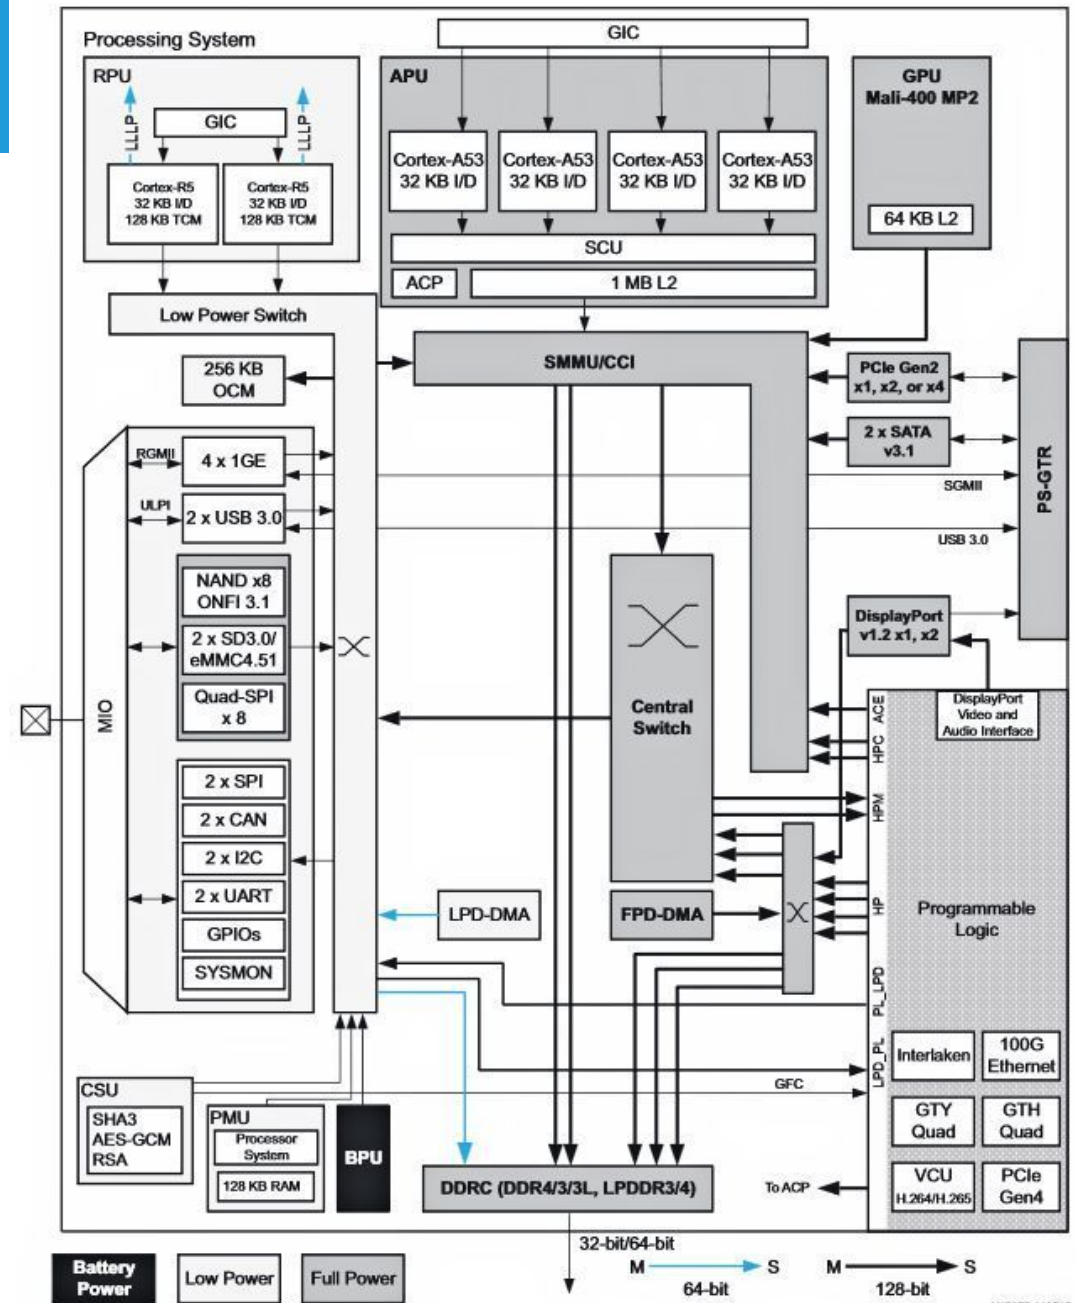 Processing System
RPU
LLLP
GIC
LLLP
Cortex-R5
32 KB I/D
128 KB TCM
Cortex-R5
32 KB I/D
128 KB TCM
GIC
APU
Cortex-A53
32 KB I/D
Cortex-A53
32 KB I/D
Cortex-A53
32 KB I/D
Cortex-A53
32 KB I/D
SCU
ACP
1 MB L2
GPU
Mali-400 MP2
64 KB L2
Low Power Switch
SMMU/CCI
256 KB
OCM
PCIe Gen2
x1, x2, or x4
2 x SATA
v3.1
PS-GTR
RGMII
4 x 1GE
SGMII
ULPI
2 x USB 3.0
USB 3.0
NAND x8
ONFI 3.1
2 x SD3.0/
eMMC4.51
Quad-SPI
x 8
MIO
2 x SPI
2 x CAN
2 x I2C
2 x UART
GPIOs
SYSMON
Central
Switch
DisplayPort
v1.2 x1, x2
DisplayPort
Video and
Audio Interface
ACE
HPC
HPM
HP
PL_LPD
LPD_PL
LPD-DMA
FPD-DMA
Programmable
Logic
Interlaken
100G
Ethernet
GTY
Quad
GTH
Quad
VCU
H.264/H.265
PCIe
Gen4
GFC
To ACP
CSU
SHA3
AES-GCM
RSA
PMU
Processor
System
128 KB RAM
BPU
DDRC (DDR4/3/3L, LPDDR3/4)
32-bit/64-bit
Battery
Power
Low Power
Full Power
M
S
64-bit
M
S
128-bit